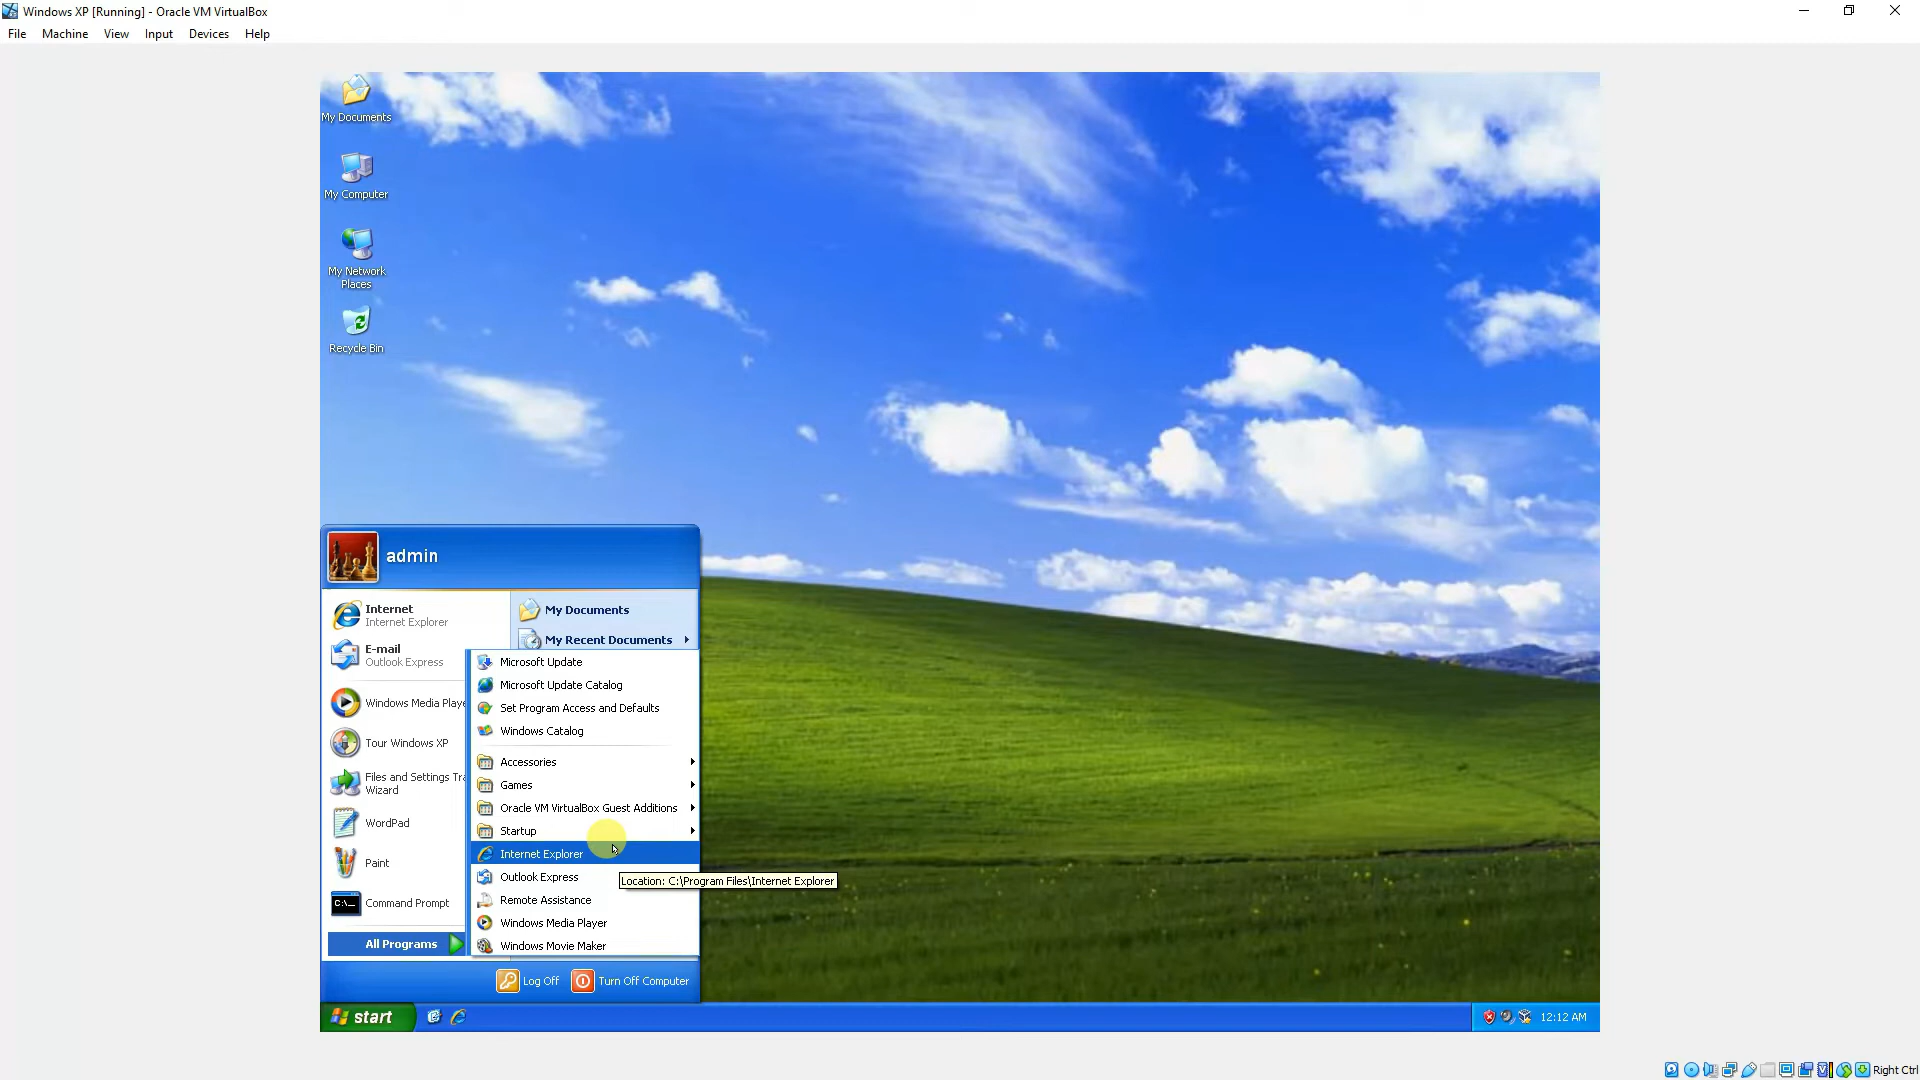 Windows XP [Running] - Oracle VM VirtualBox
File Machine View Input Devices Help
My Documents
My Computer
My Network
Places
Recycle Bin
admin
Internet
Internet Explorer
E-mail
Outlook Express
Windows Media Playe
Tour Windows XP
Files and Settings Tra
Wizard
WordPad
Paint
C:\_
Command Prompt
All Programs
My Documents
My Recent Documents
Microsoft Update
Microsoft Update Catalog
Set Program Access and Defaults
Windows Catalog
Accessories
Games
Oracle VM VirtualBox Guest Additions
Startup
Internet Explorer
Outlook Express
Location: C:\Program Files\Internet Explorer
Remote Assistance
Windows Media Player
Windows Movie Maker
Log Off Turn Off Computer
start
12:12 AM
Right Ctrl